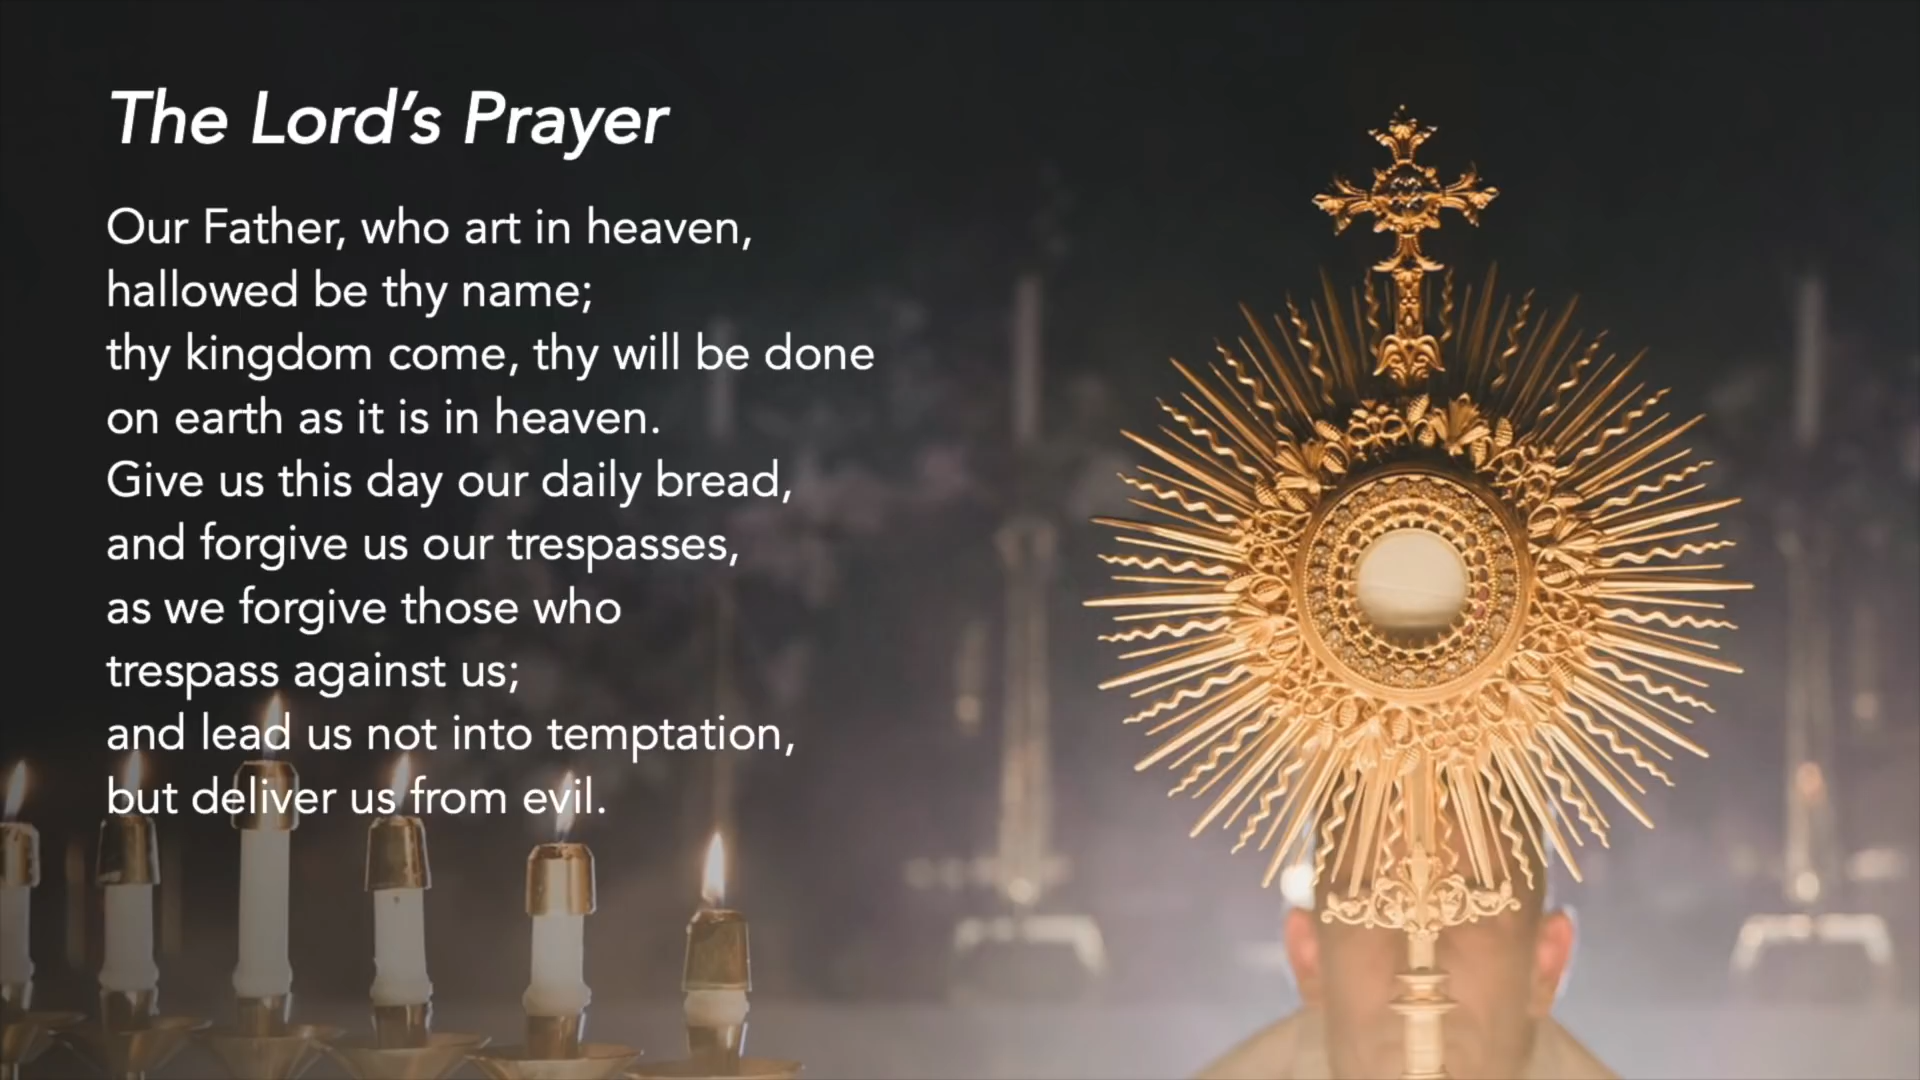 The Lord’s Prayer
Our Father, who art in heaven,
hallowed be thy name;
thy kingdom come, thy will be done
on earth as it is in heaven.
Give us this day our daily bread,
and forgive us our trespasses,
as we forgive those who
trespass against us;
and lead us not into temptation,
but deliver us from evil.